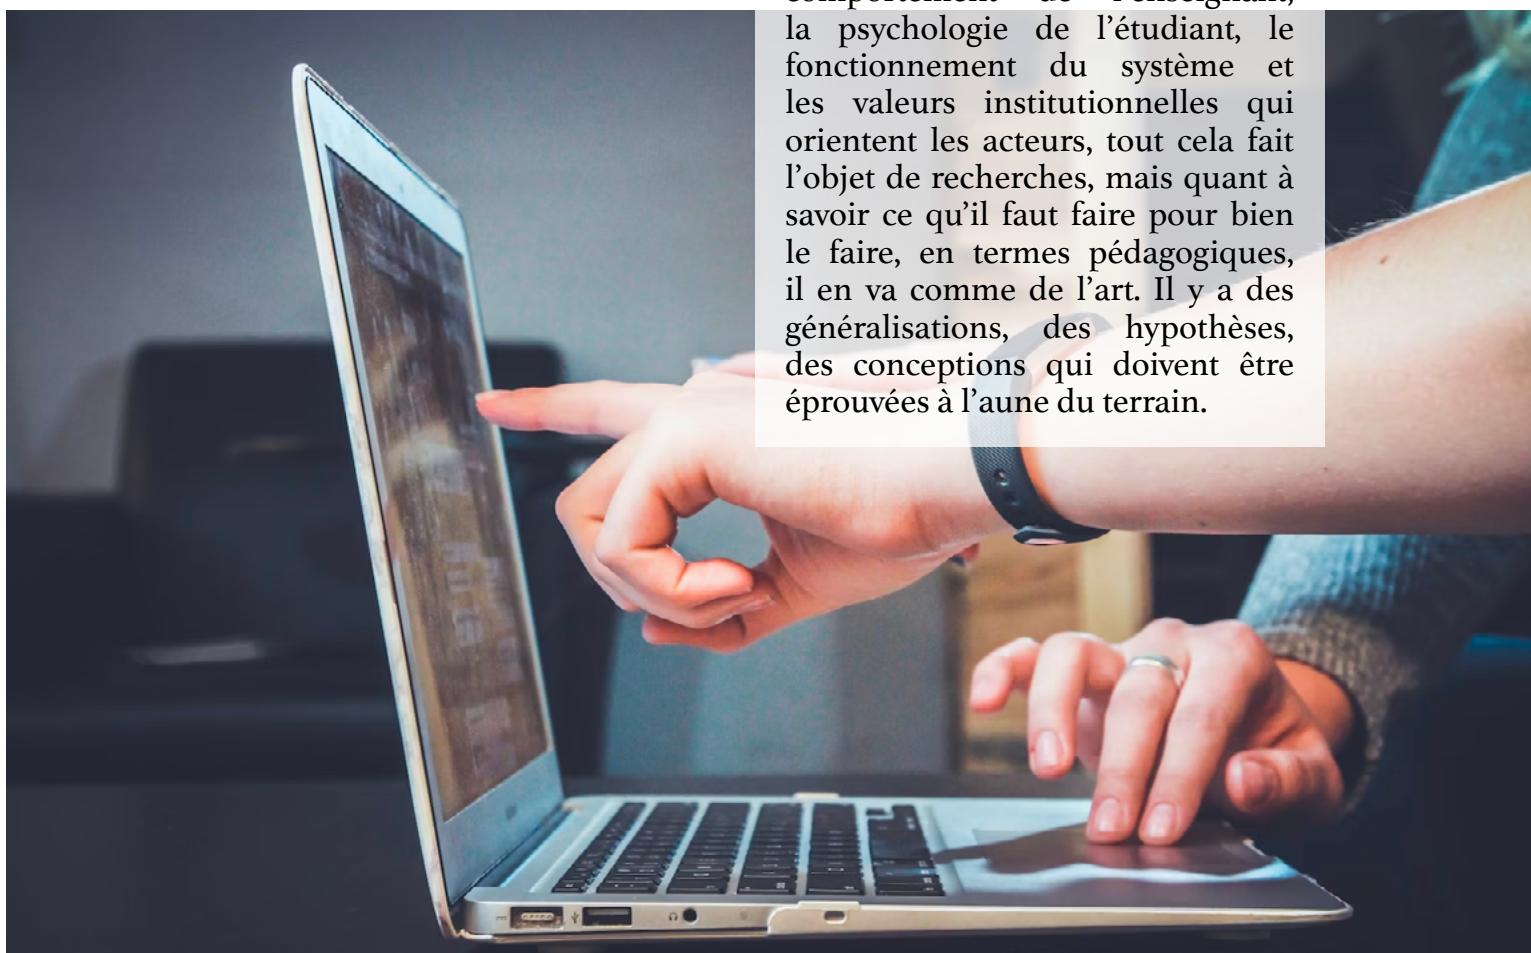 comportement de l’enseignant,
la psychologie de l’étudiant, le
fonctionnement du système et
les valeurs institutionnelles qui
orientent les acteurs, tout cela fait
l’objet de recherches, mais quant à
savoir ce qu’il faut faire pour bien
le faire, en termes pédagogiques,
il en va comme de l’art. Il y a des
généralisations, des hypothèses,
des conceptions qui doivent être
éprouvées à l’aune du terrain.